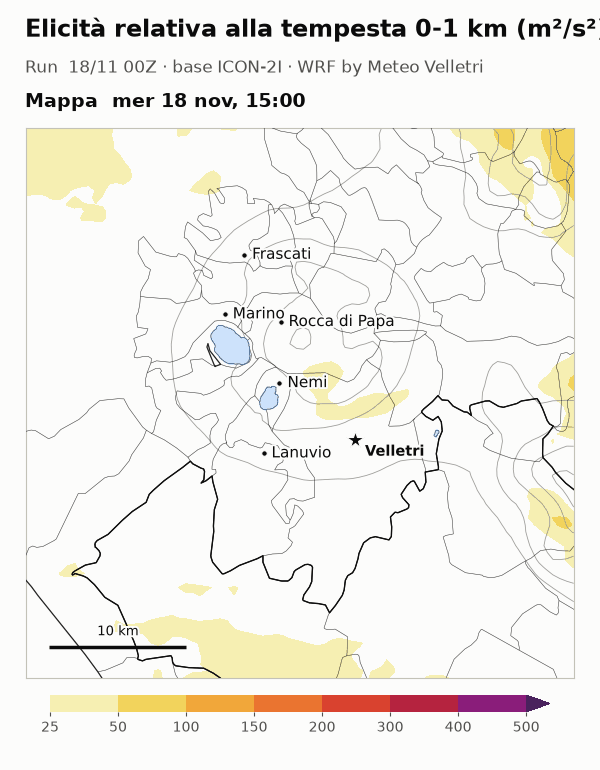 Elicità relativa alla tempesta 0-1 km (m²/s²)
Run  18/11 00Z · base ICON-2I · WRF by Meteo Velletri
Mappa  mer 18 nov, 15:00
Frascati
Marino
Rocca di Papa
Nemi
Velletri
Lanuvio
10 km
25 50 100 150 200 300 400 500